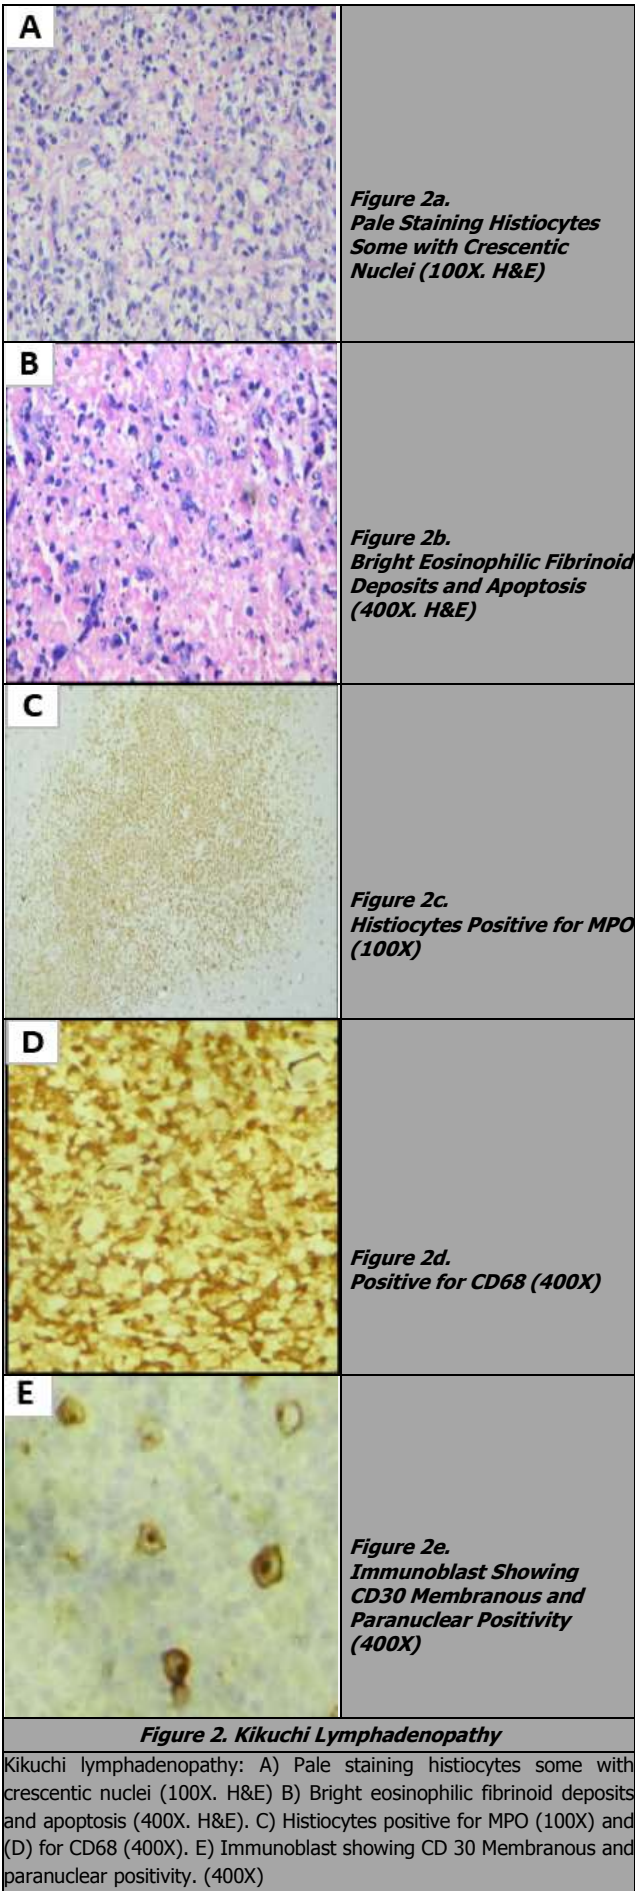 A
Figure 2a.
Pale Staining Histiocytes
Some with Crescentic
Nuclei (100X. H&E)
B
Figure 2b.
Bright Eosinophilic Fibrinoid
Deposits and Apoptosis
(400X. H&E)
C
Figure 2c.
Histiocytes Positive for MPO
(100X)
D
Figure 2d.
Positive for CD68 (400X)
E
Figure 2e.
Immunoblast Showing
CD30 Membranous and
Paranuclear Positivity
(400X)
Figure 2. Kikuchi Lymphadenopathy
Kikuchi lymphadenopathy: A) Pale staining histiocytes some with
crescentic nuclei (100X. H&E) B) Bright eosinophilic fibrinoid deposits
and apoptosis (400X. H&E). C) Histiocytes positive for MPO (100X) and
(D) for CD68 (400X). E) Immunoblast showing CD 30 Membranous and
paranuclear positivity. (400X)